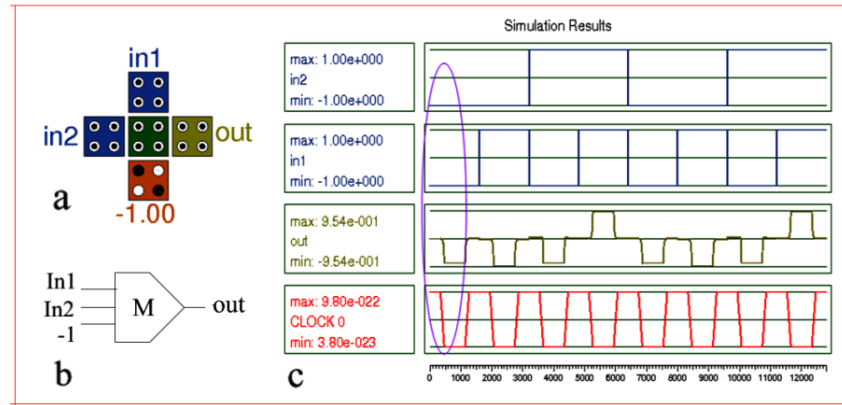 Simulation Results
in1
in2
out
-1.00
a
In1
In2
-1
M
out
b
max: 1.00e+000
in2
min: -1.00e+000
max: 1.00e+000
in1
min: -1.00e+000
max: 9.54e-001
out
min: -9.54e-001
max: 9.80e-022
CLOCK 0
min: 3.80e-023
c
0 1000 2000 3000 4000 5000 6000 7000 8000 9000 10000 11000 12000